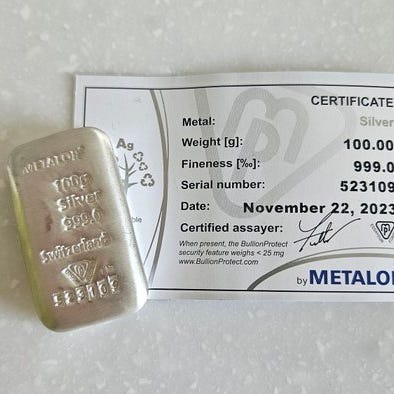 METALOR®
100g
Silver
999.0
Switzerland
523109
Ag
CERTIFICATE
Metal: Silver
Weight [g]: 100.00
Fineness [‰]: 999.0
Serial number: 523109
Date: November 22, 2023
Certified assayer:
When present, the BullionProtect
security feature weighs < 25 mg
www.BullionProtect.com
by METALOR